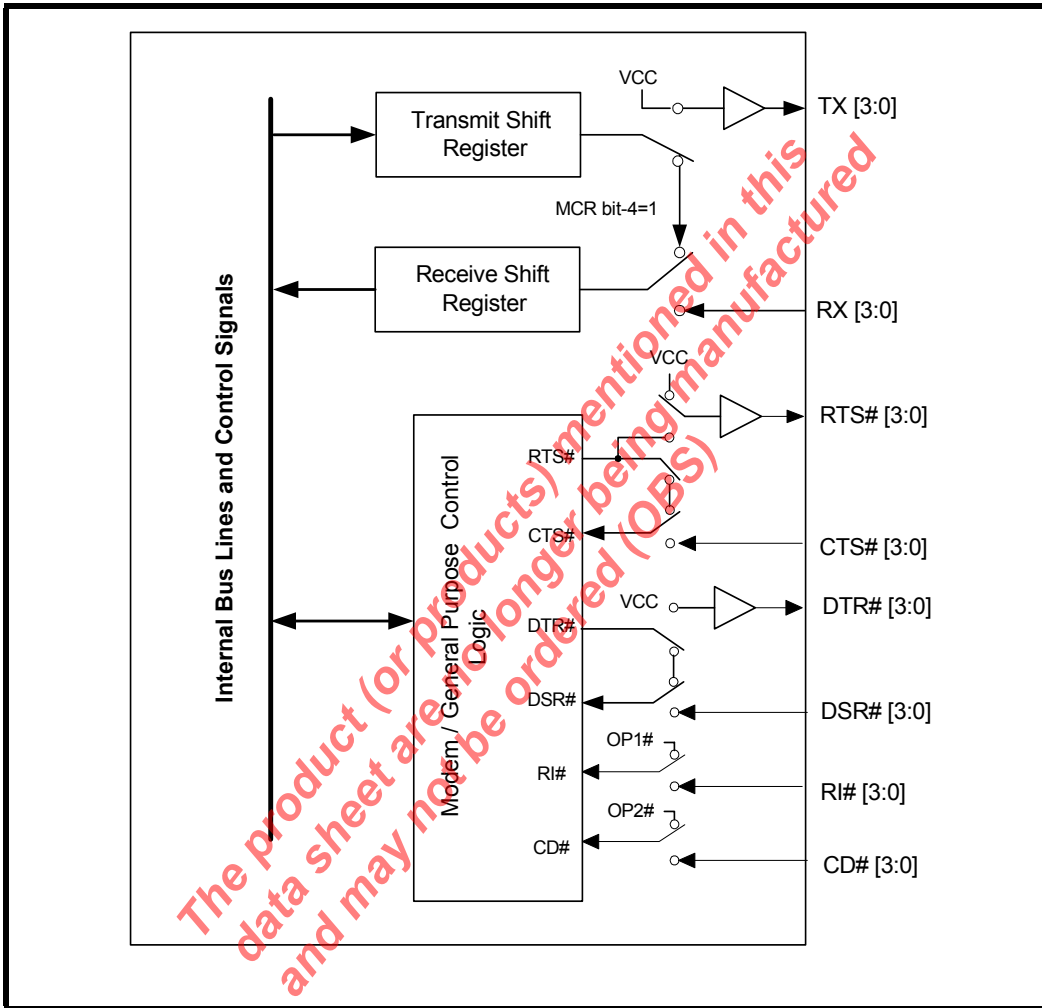 VCC
TX [3:0]
Transmit Shift
Register
MCR bit-4=1
Receive Shift
Register
RX [3:0]
Internal Bus Lines and Control Signals
VCC
RTS# [3:0]
RTS#
CTS#
CTS# [3:0]
Modem / General Purpose Control
Logic
VCC
DTR# [3:0]
DTR#
DSR#
DSR# [3:0]
OP1#
RI#
RI# [3:0]
OP2#
CD#
CD# [3:0]
The product (or products) mentioned in this
data sheet are no longer being manufactured
and may not be ordered (OBS)